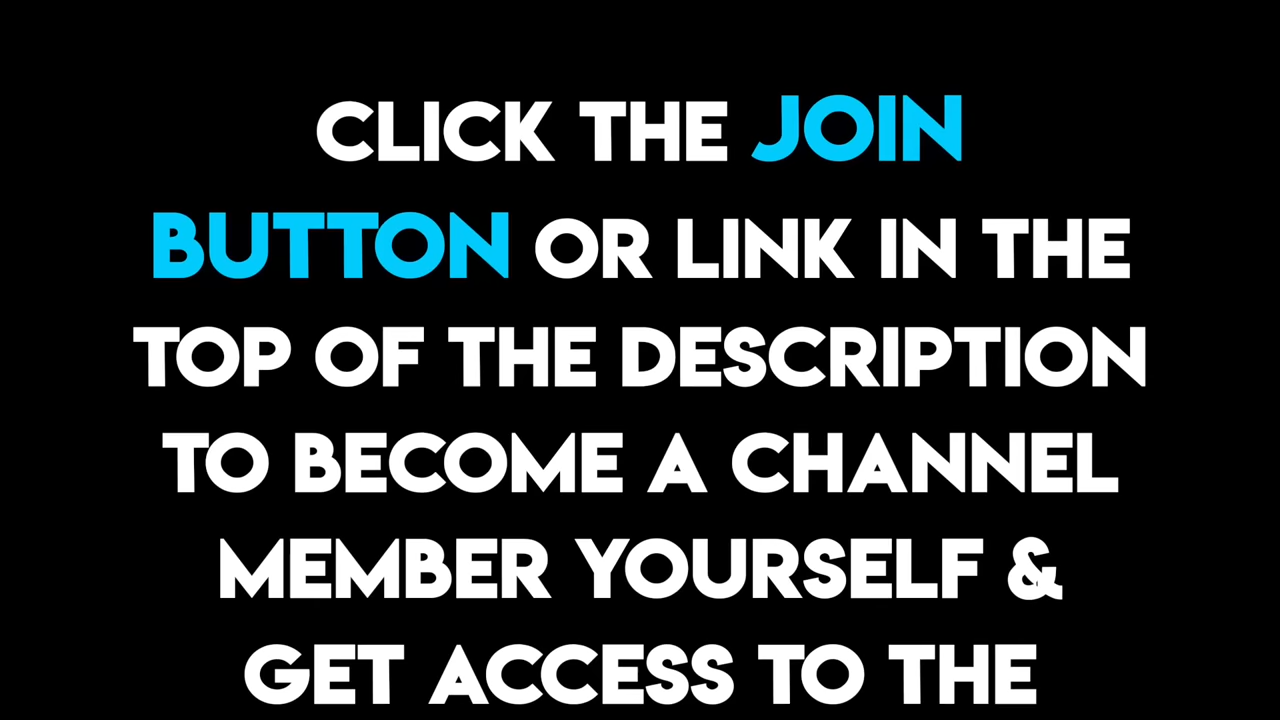 CLICK THE JOIN
BUTTON OR LINK IN THE
TOP OF THE DESCRIPTION
TO BECOME A CHANNEL
MEMBER YOURSELF &
GET ACCESS TO THE